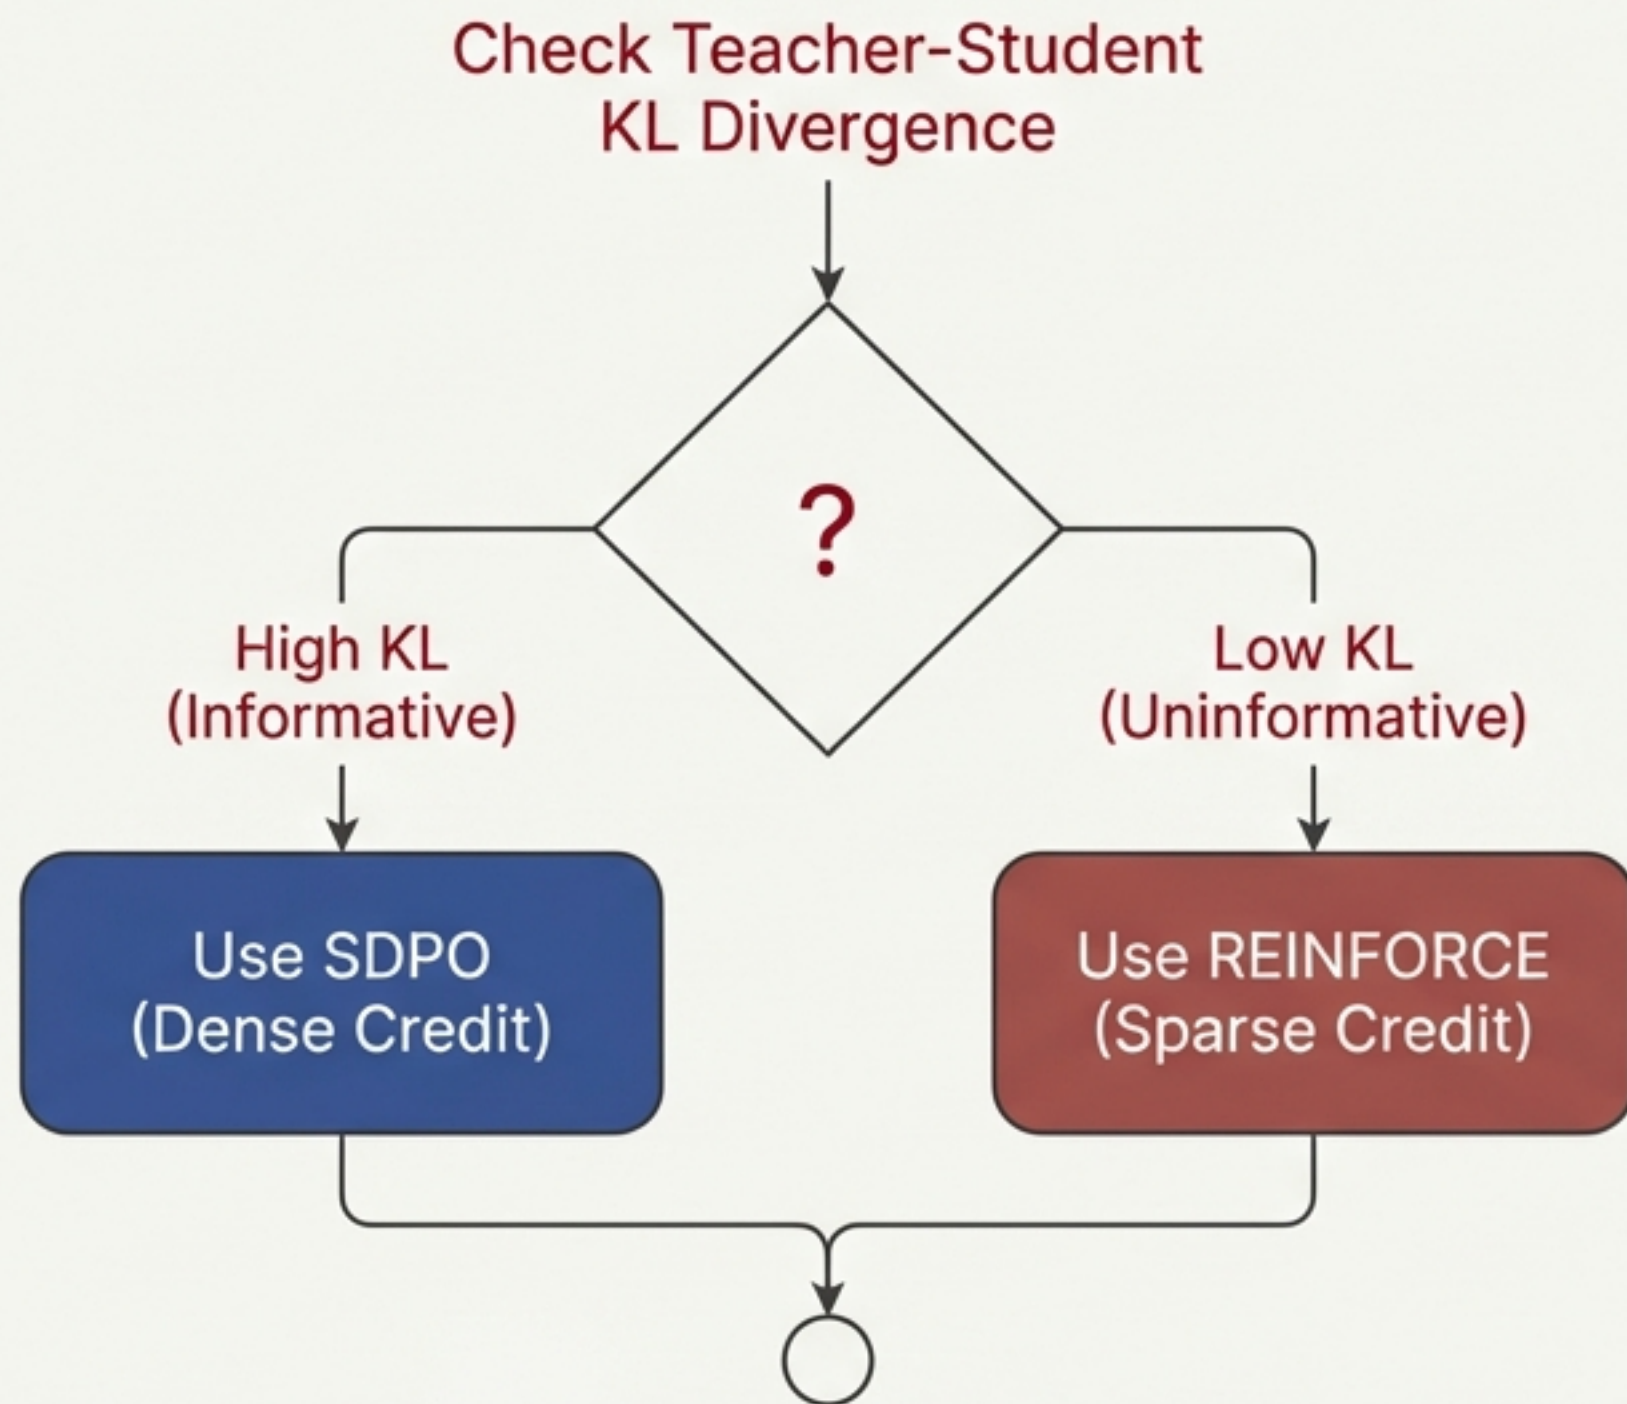 Check Teacher-Student
KL Divergence
?
High KL
(Informative)
Low KL
(Uninformative)
Use SDPO
(Dense Credit)
Use REINFORCE
(Sparse Credit)